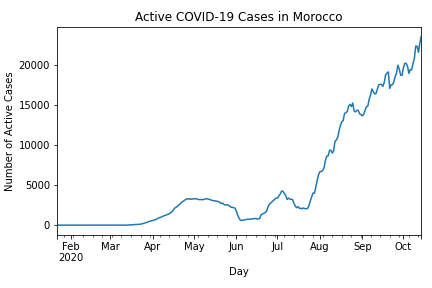 Active COVID-19 Cases in Morocco
Number of Active Cases
20000
15000
10000
5000
0
Feb Mar Apr May Jun Jul Aug Sep Oct
2020
Day